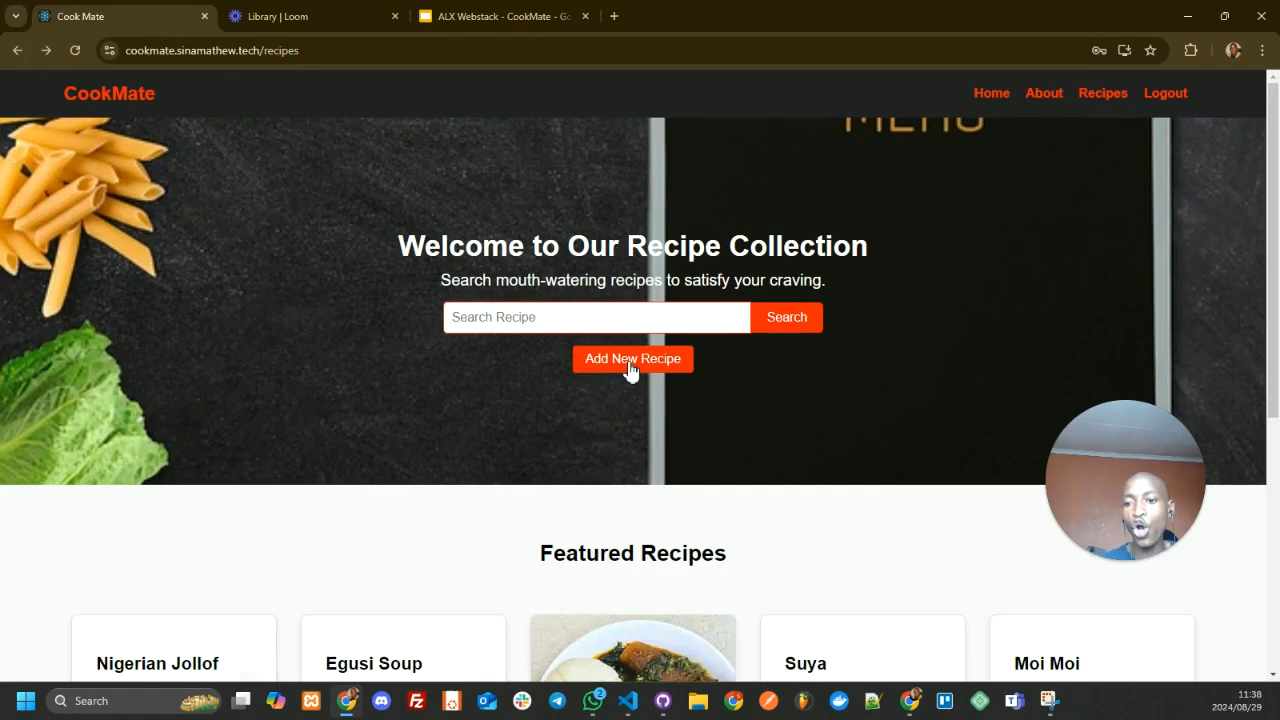 Cook Mate
Library | Loom
ALX Webstack - CookMate - Go
cookmate.sinamathew.tech/recipes
CookMate
Home About Recipes Logout
MENU
Welcome to Our Recipe Collection
Search mouth-watering recipes to satisfy your craving.
Search Recipe Search
Add New Recipe
Featured Recipes
Nigerian Jollof
Egusi Soup
Suya
Moi Moi
Search
2
11:38
2024/08/29